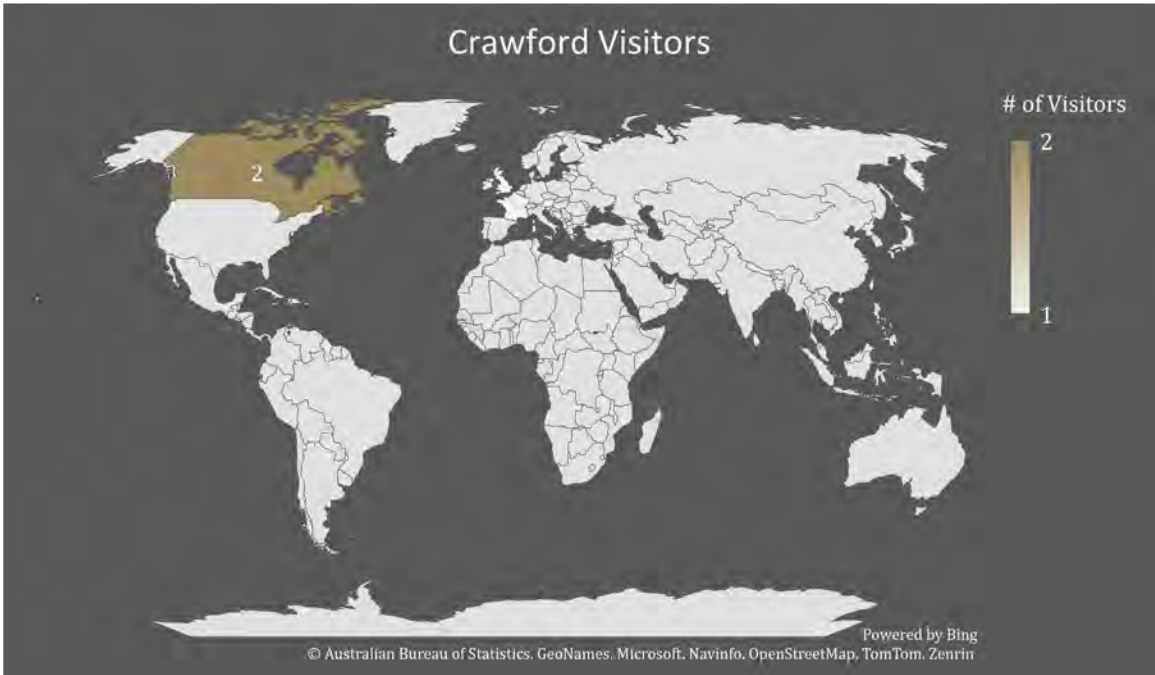 Crawford Visitors
# of Visitors
2
2
1
Powered by Bing
© Australian Bureau of Statistics, GeoNames, Microsoft, Navinfo, OpenStreetMap, TomTom, Zenrin